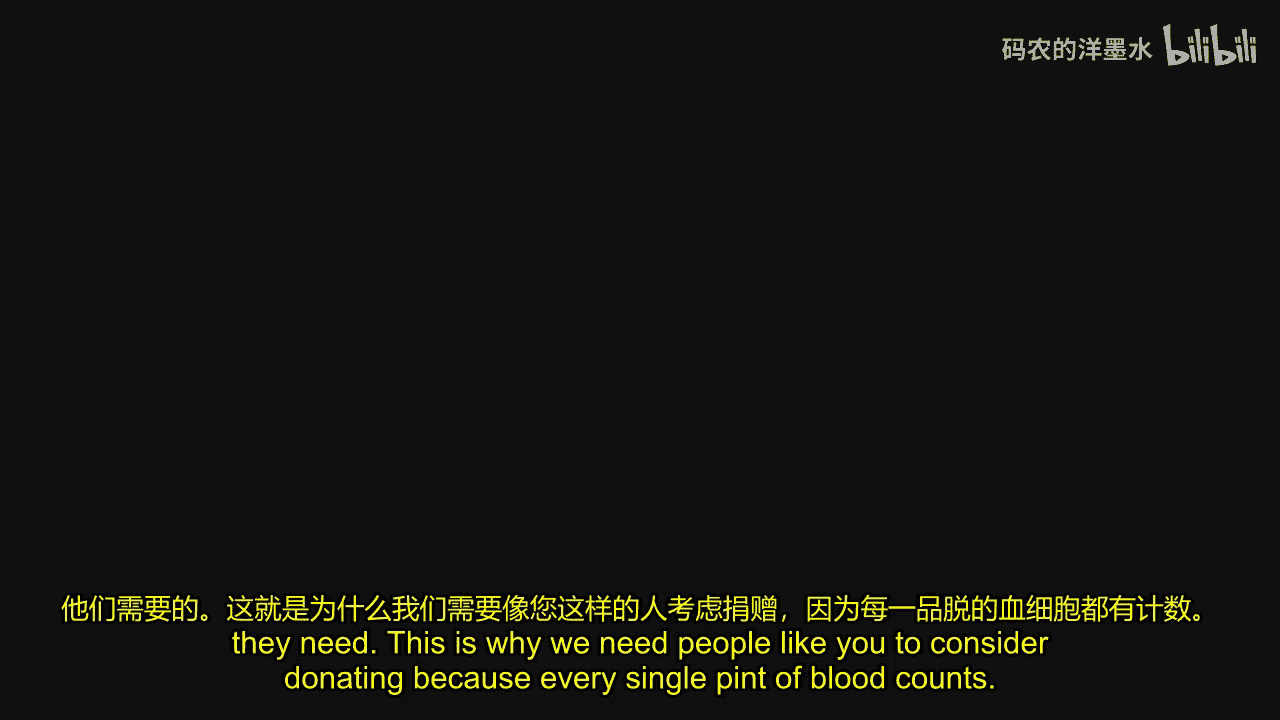 码农的洋墨水 bilibili
他们需要的。这就是为什么我们需要像您这样的人考虑捐赠，因为每一品脱的血细胞都有计数。
they need. This is why we need people like you to consider
donating because every single pint of blood counts.